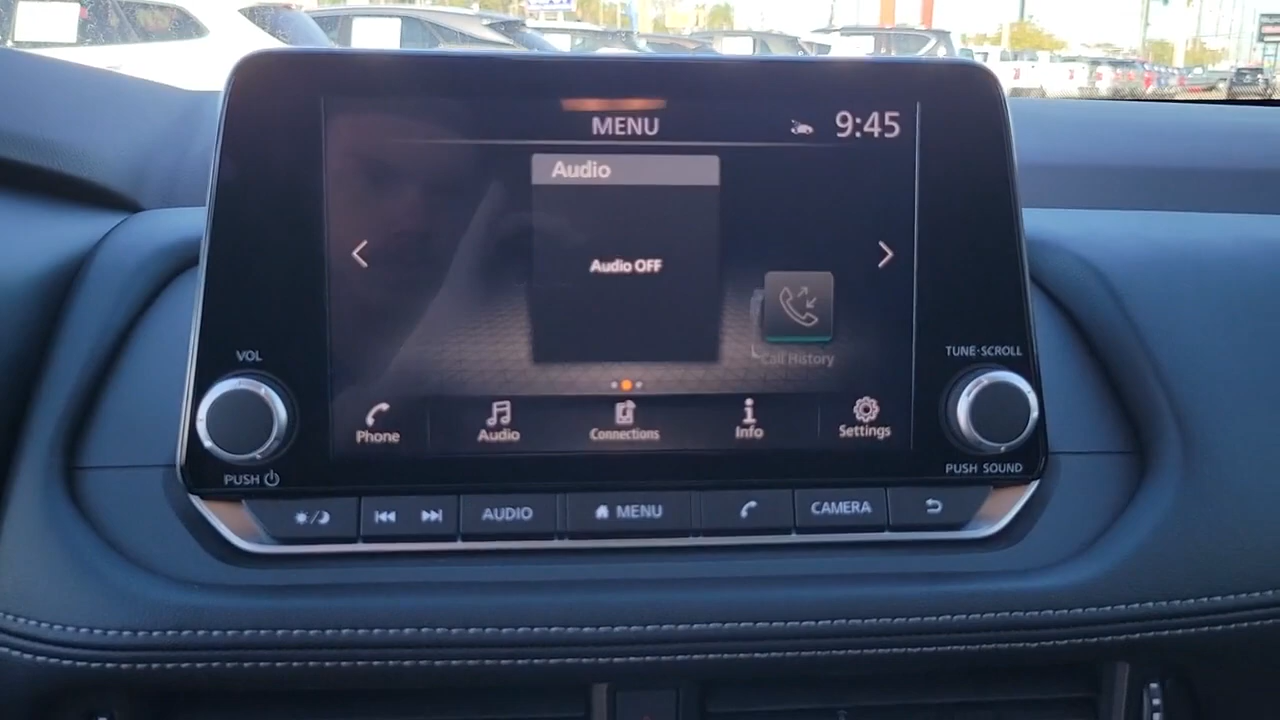 MENU
9:45
Audio
Audio OFF
Call History
VOL
TUNE·SCROLL
Phone
Audio
Connections
Info
Settings
PUSH
PUSH SOUND
AUDIO
MENU
CAMERA